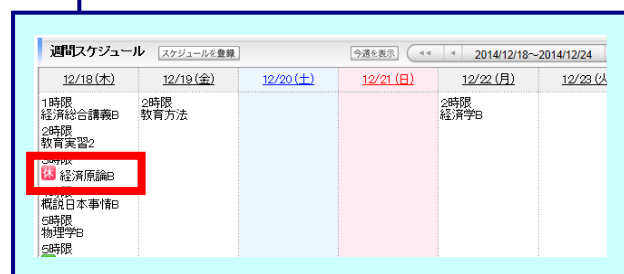 週間スケジュール スケジュールを登録 今週を表示 2014/12/18～2014/12/24
12/18(木) 12/19(金) 12/20(土) 12/21(日) 12/22(月)
1時限 2時限 2時限
経済総合講義B 教育方法 経済学B
2時限
教育実習2
休 経済原論B
概説日本事情B
5時限
物理学B
5時限